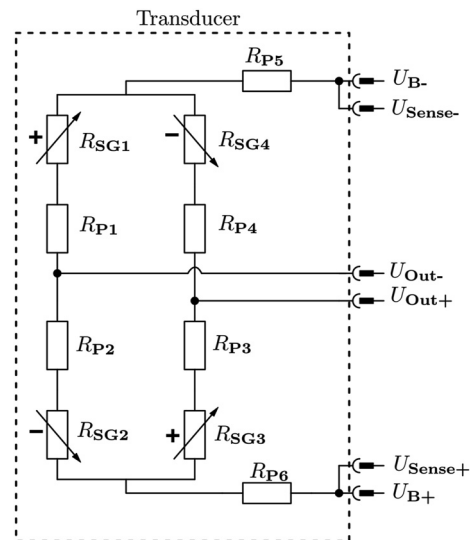 Transducer
R_P5
U_B-
U_Sense-
+ R_SG1
- R_SG4
R_P1
R_P4
U_Out-
U_Out+
R_P2
R_P3
- R_SG2
+ R_SG3
R_P6
U_Sense+
U_B+